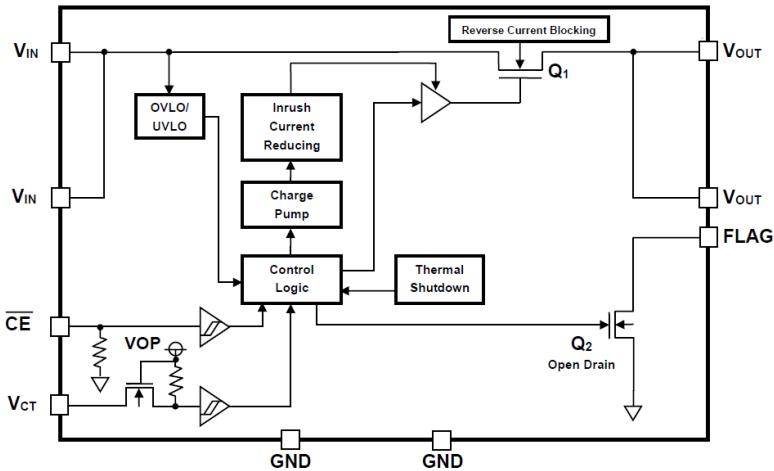 Reverse Current Blocking
VIN
VOUT
Q1
OVLO/
UVLO
Inrush
Current
Reducing
VIN
Charge
Pump
VOUT
FLAG
Control
Logic
Thermal
Shutdown
CE
VOP
Q2
Open Drain
VCT
GND
GND